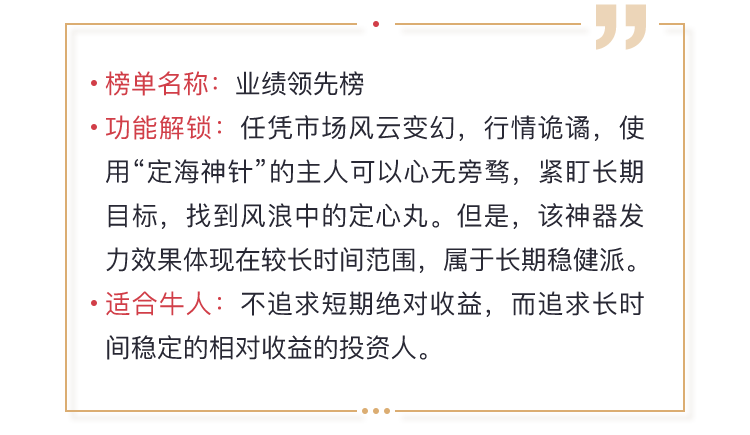 • 榜单名称：业绩领先榜
• 功能解锁：任凭市场风云变幻，行情诡谲，使
用“定海神针”的主人可以心无旁骛，紧盯长期
目标，找到风浪中的定心丸。但是，该神器发
力效果体现在较长时间范围，属于长期稳健派。
• 适合牛人：不追求短期绝对收益，而追求长时
间稳定的相对收益的投资人。